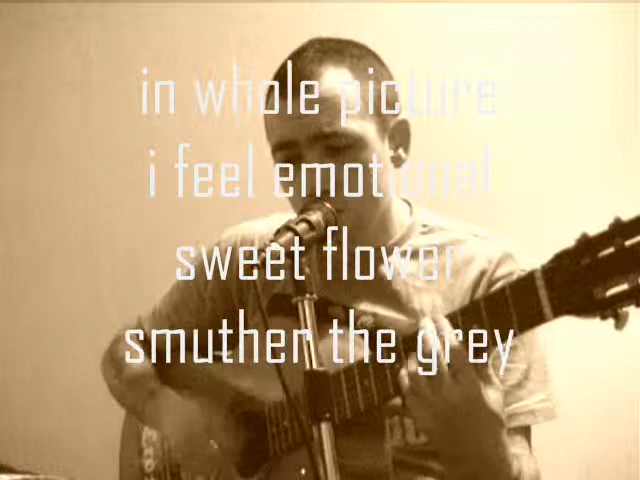 in whole picture
i feel emotional
sweet flower
smuther the grey